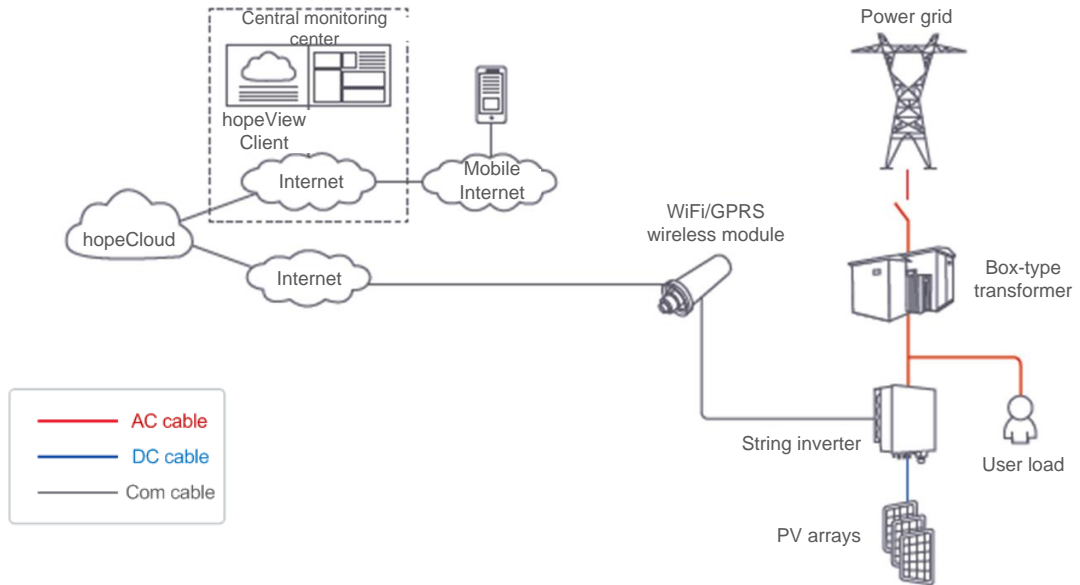 Central monitoring
center
Power grid
hopeView
Client
Internet
Mobile
Internet
hopeCloud
WiFi/GPRS
wireless module
Internet
Box-type
transformer
AC cable
DC cable
Com cable
String inverter
User load
PV arrays